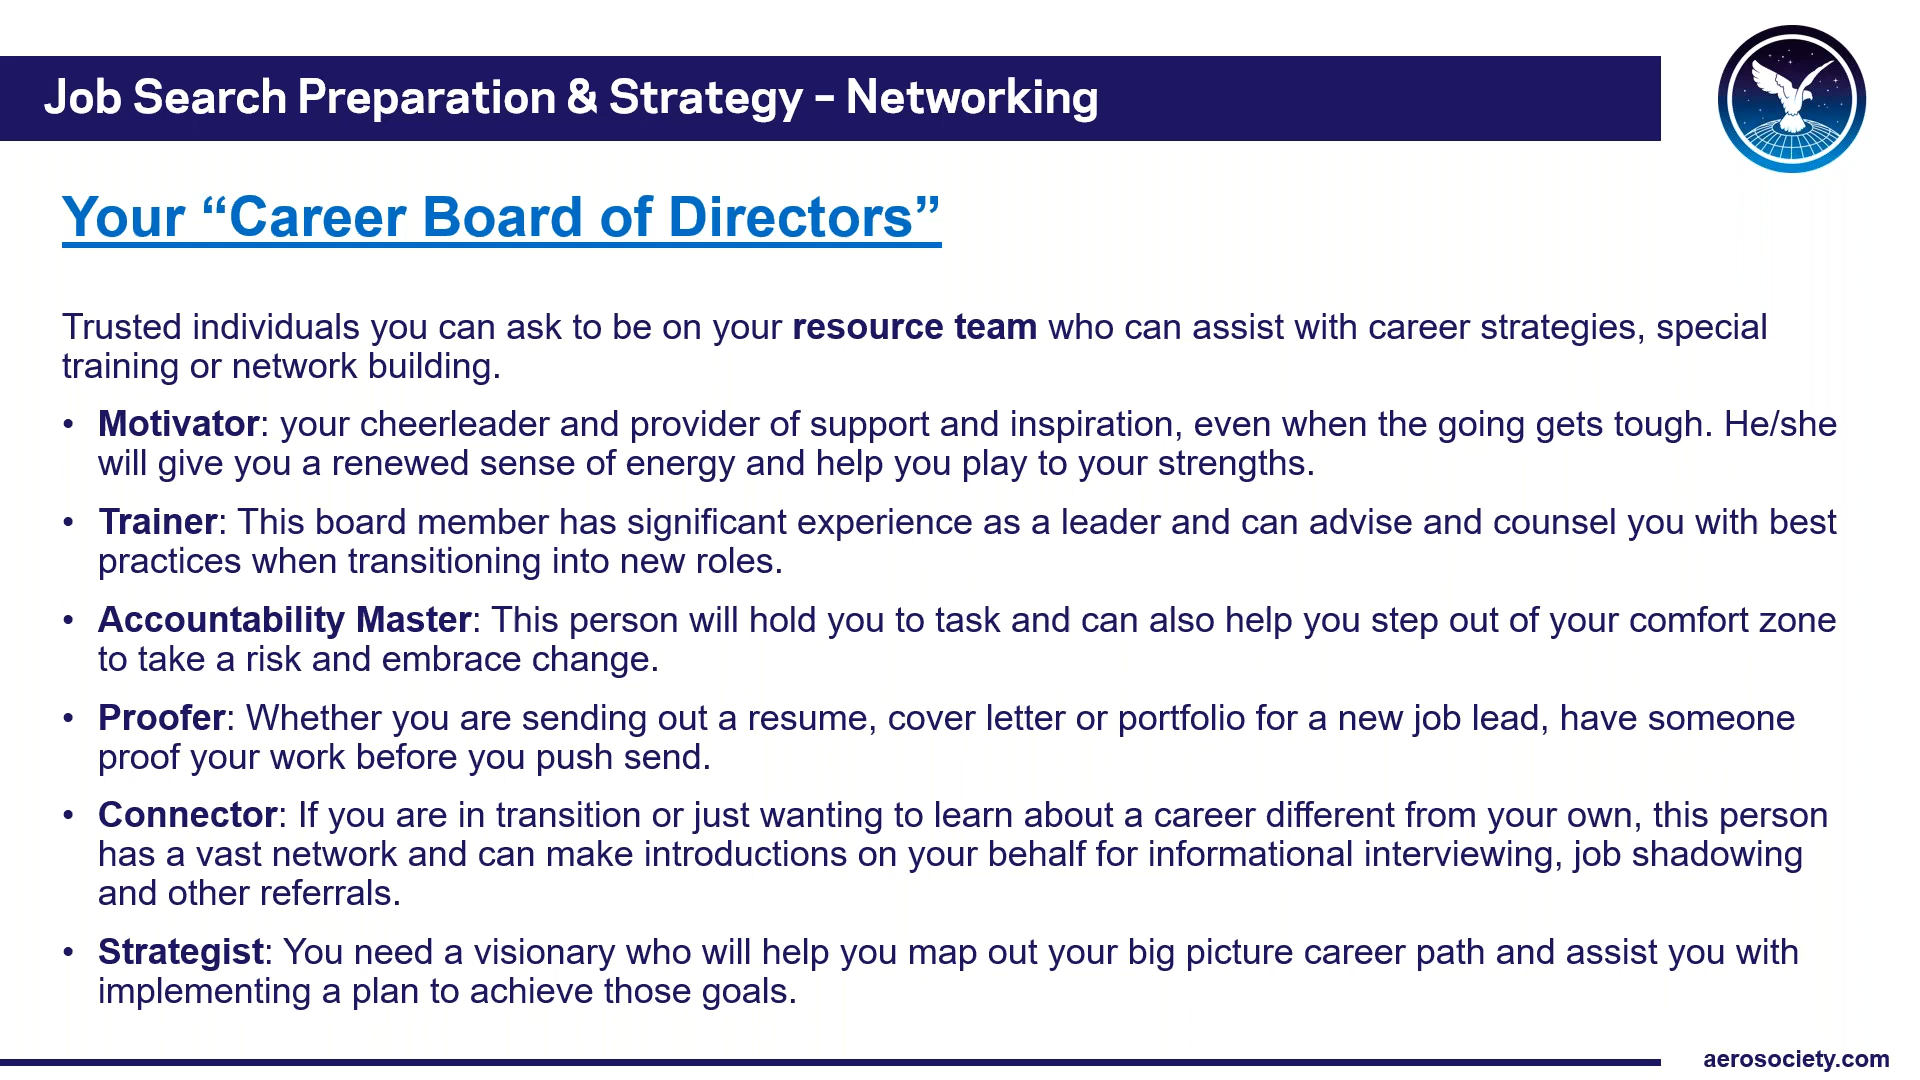 Job Search Preparation & Strategy – Networking
Your “Career Board of Directors”
Trusted individuals you can ask to be on your resource team who can assist with career strategies, special
training or network building.
• Motivator: your cheerleader and provider of support and inspiration, even when the going gets tough. He/she
will give you a renewed sense of energy and help you play to your strengths.
• Trainer: This board member has significant experience as a leader and can advise and counsel you with best
practices when transitioning into new roles.
• Accountability Master: This person will hold you to task and can also help you step out of your comfort zone
to take a risk and embrace change.
• Proofer: Whether you are sending out a resume, cover letter or portfolio for a new job lead, have someone
proof your work before you push send.
• Connector: If you are in transition or just wanting to learn about a career different from your own, this person
has a vast network and can make introductions on your behalf for informational interviewing, job shadowing
and other referrals.
• Strategist: You need a visionary who will help you map out your big picture career path and assist you with
implementing a plan to achieve those goals.
aerosociety.com